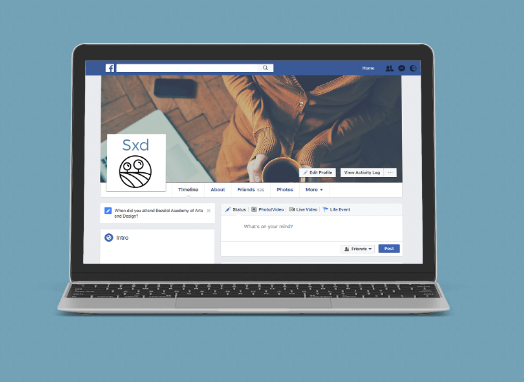 f
Home
Sxd
Edit Profile
View Activity Log
...
Timeline
About
Friends
Photos
More
When did you attend Bezalel Academy of Arts
and Design?
Status
Photo/Video
Live Video
Life Event
What's on your mind?
Intro
Friends
Post